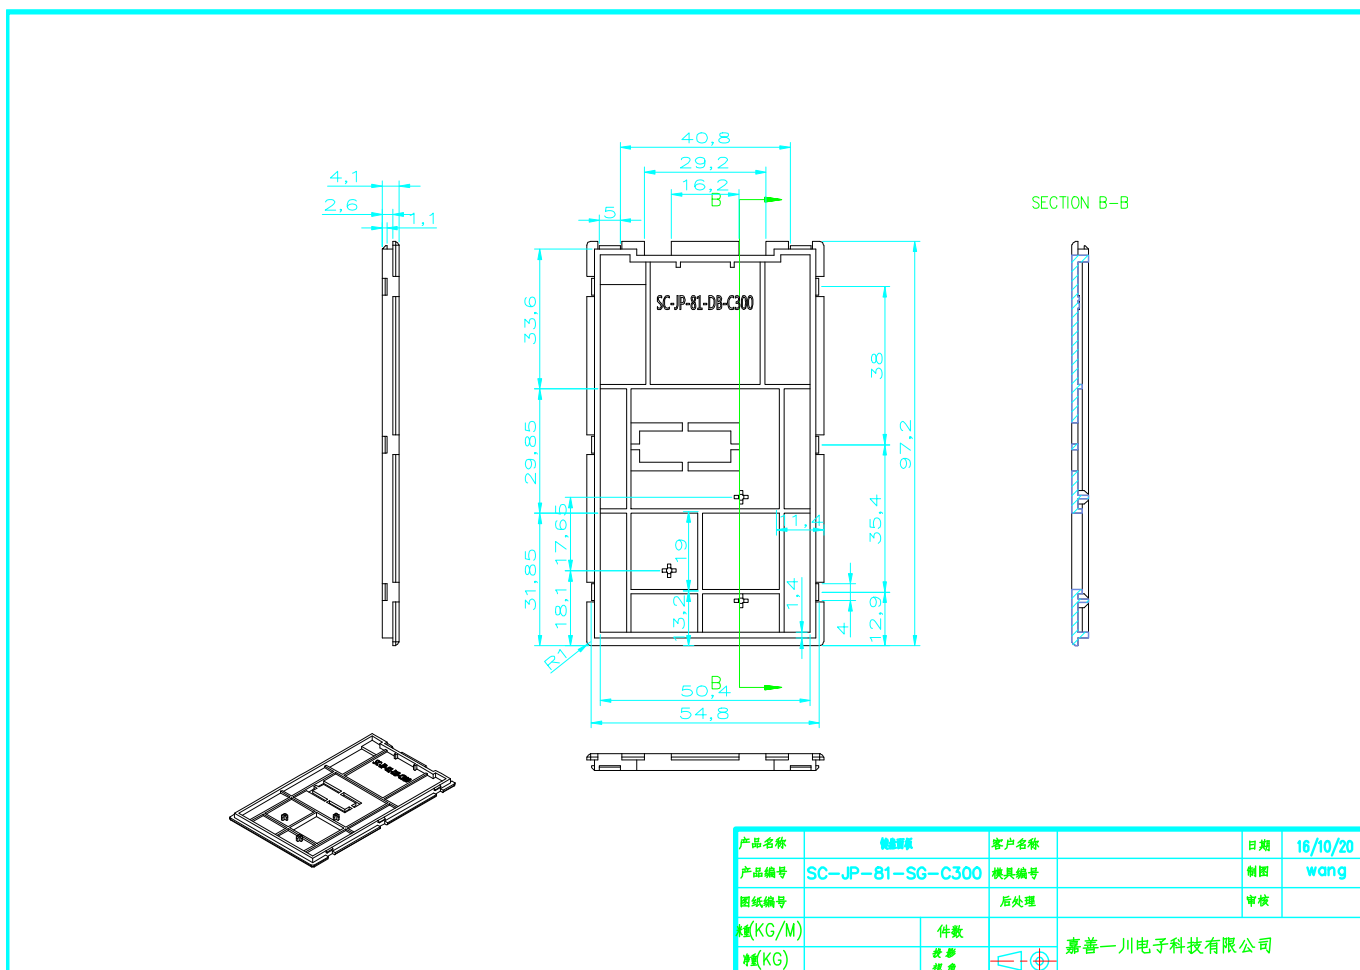 40,8
29,2
16,2
B
5
4,1
2,6
1,1
SECTION B-B
SC-JP-81-DB-C300
33,6
38
97,2
29,85
17,65
11,4
35,4
19
31,85
18,1
13,2
1,4
4
12,9
R1
B
50,4
54,8
产品名称
客户名称
日期 16/10/20
产品编号 SC-JP-81-SG-C300 模具编号
制图 wang
图纸编号
后处理
审核
(KG/M)
件数
嘉善一川电子科技有限公司
(KG)